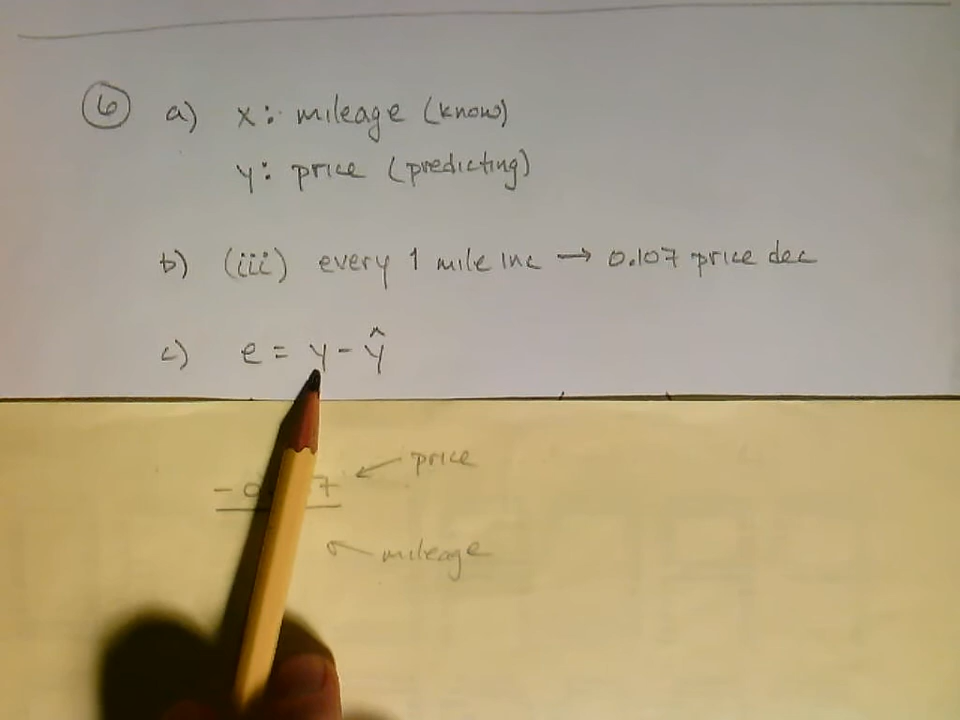 6 a) x: mileage (know)
y: price (predicting)
b) (iii) every 1 mile inc → 0.107 price dec
c) e = y - ŷ
price
mileage